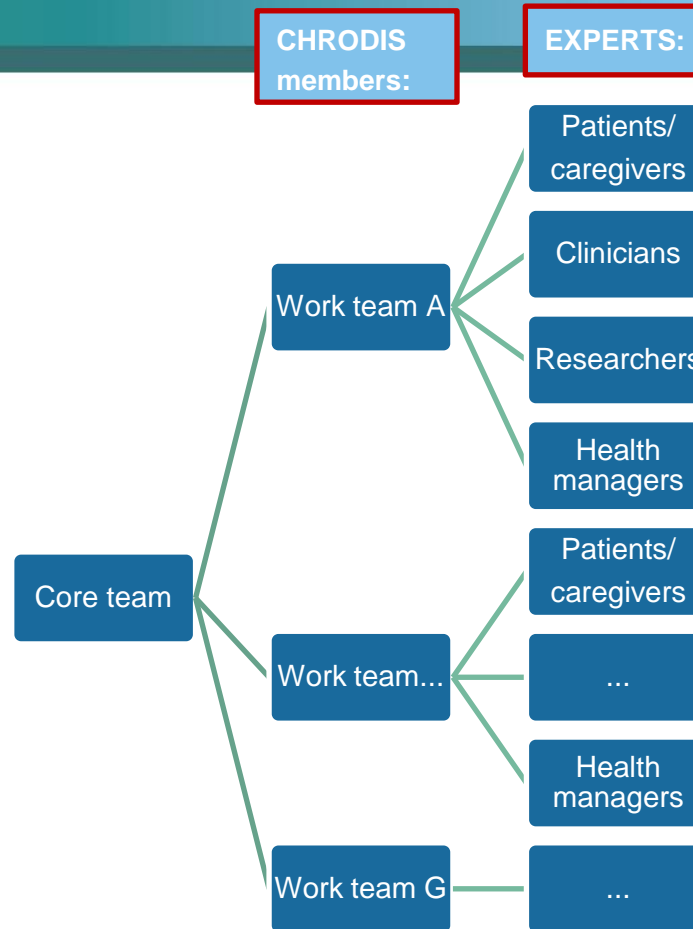 CHRODIS
members:
EXPERTS:
Patients/
caregivers
Clinicians
Work team A
Researchers
Health
managers
Patients/
caregivers
Core team
Work team...
...
Health
managers
Work team G
...